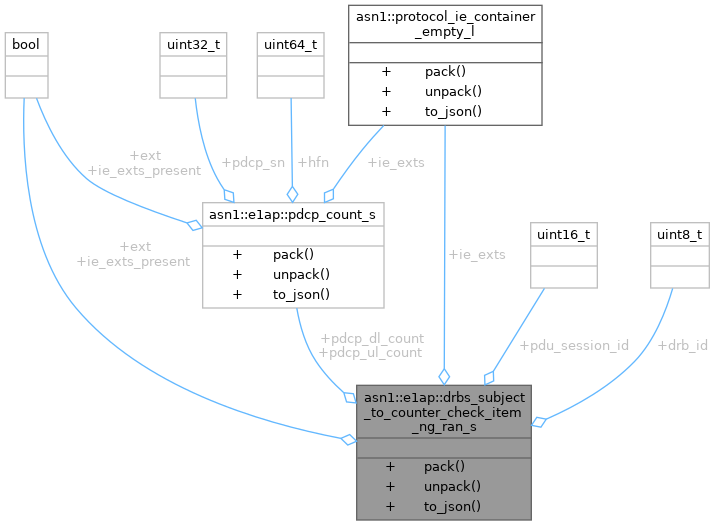 asn1::protocol_ie_container
_empty_l
+ pack()
+ unpack()
+ to_json()
bool
uint32_t
uint64_t
+ext
+ie_exts_present
+pdcp_sn
+hfn
+ie_exts
asn1::e1ap::pdcp_count_s
+ pack()
+ unpack()
+ to_json()
uint16_t
uint8_t
+ext
+ie_exts_present
+ie_exts
+pdcp_dl_count
+pdcp_ul_count
+pdu_session_id
+drb_id
asn1::e1ap::drbs_subject
_to_counter_check_item
_ng_ran_s
+ pack()
+ unpack()
+ to_json()